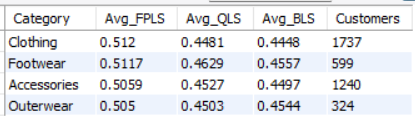 Category Avg_FPLS Avg_QLS Avg_BLS Customers
Clothing 0.512 0.4481 0.4448 1737
Footwear 0.5117 0.4629 0.4557 599
Accessories 0.5059 0.4527 0.4497 1240
Outerwear 0.505 0.4503 0.4544 324